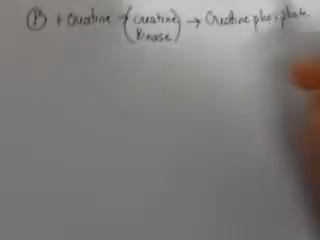 P + Creatine → (creatine Kinase) → Creatine phosphate